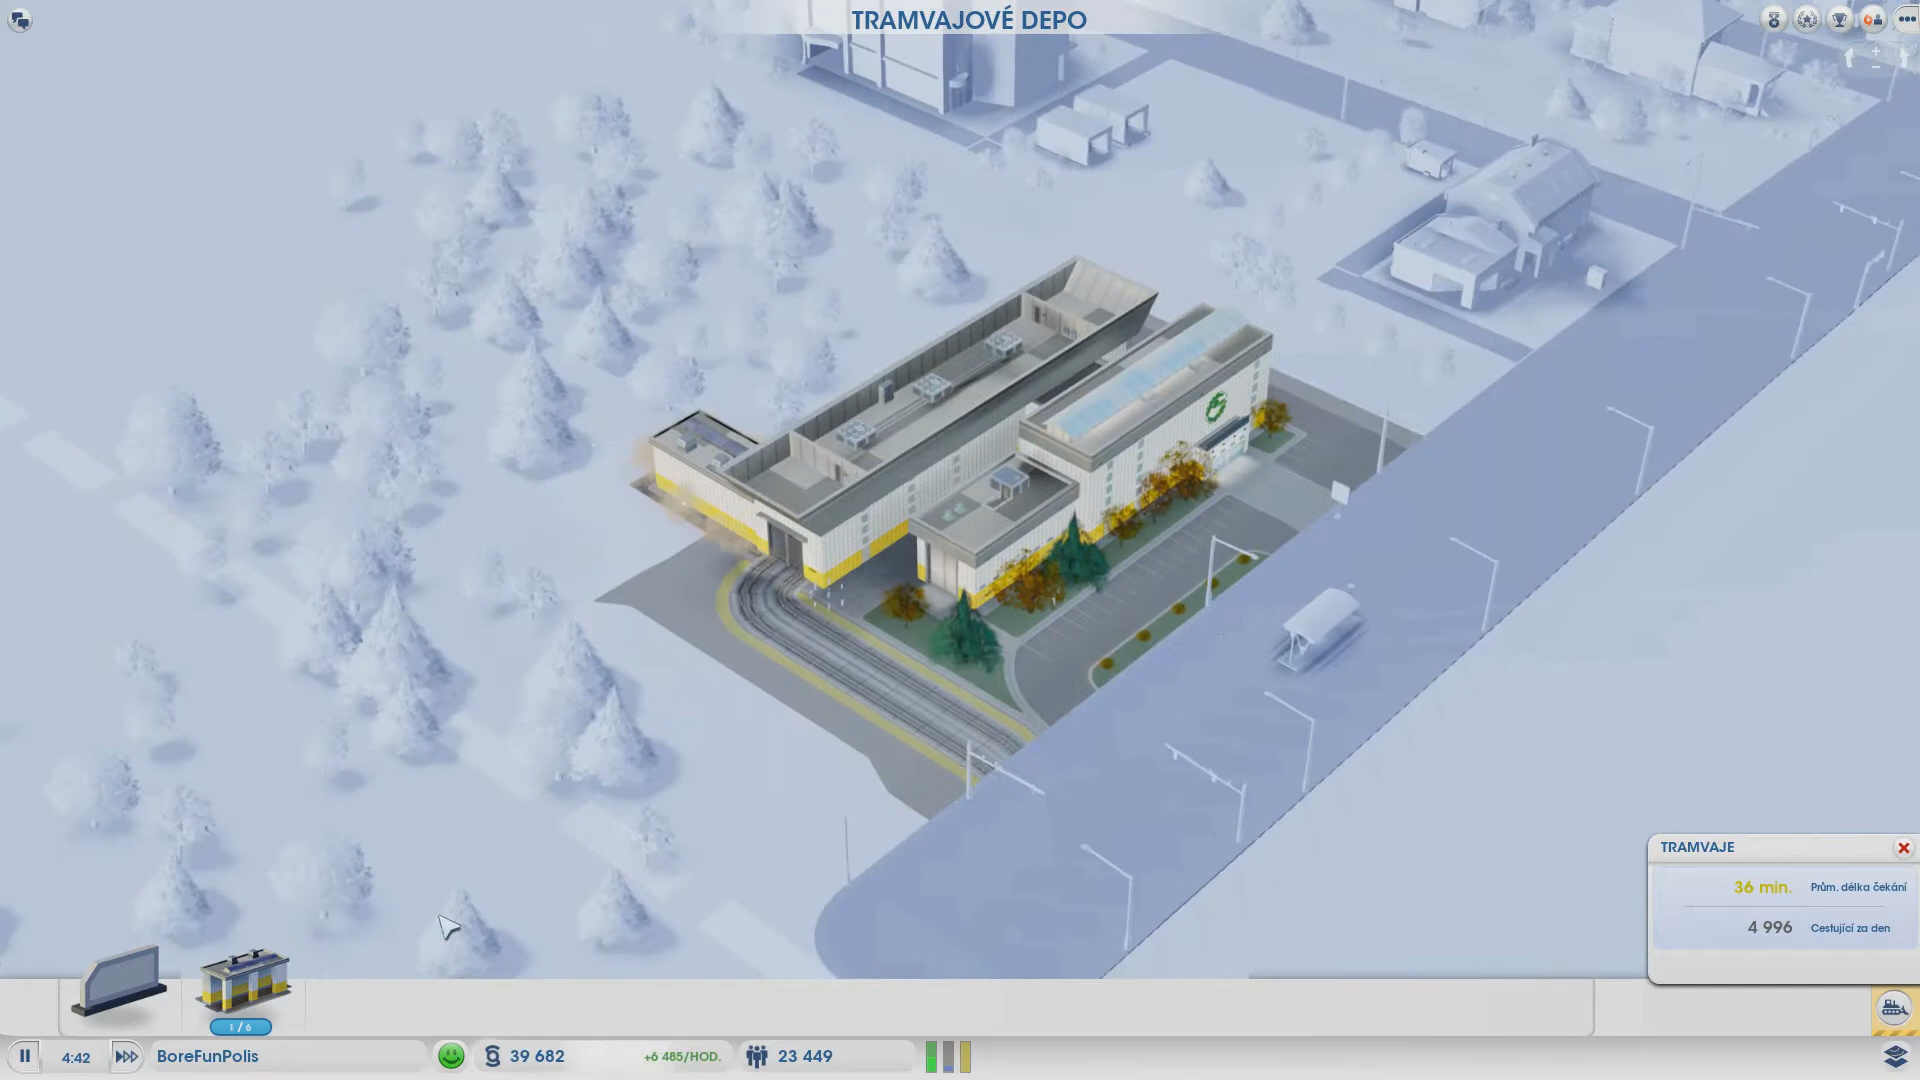 TRAMVAJOVÉ DEPO
TRAMVAJE
36 min. Prům. délka čekání
4 996 Cestující za den
1 / 6
4:42 BoreFunPolis 39 682 +6 485/HOD. 23 449